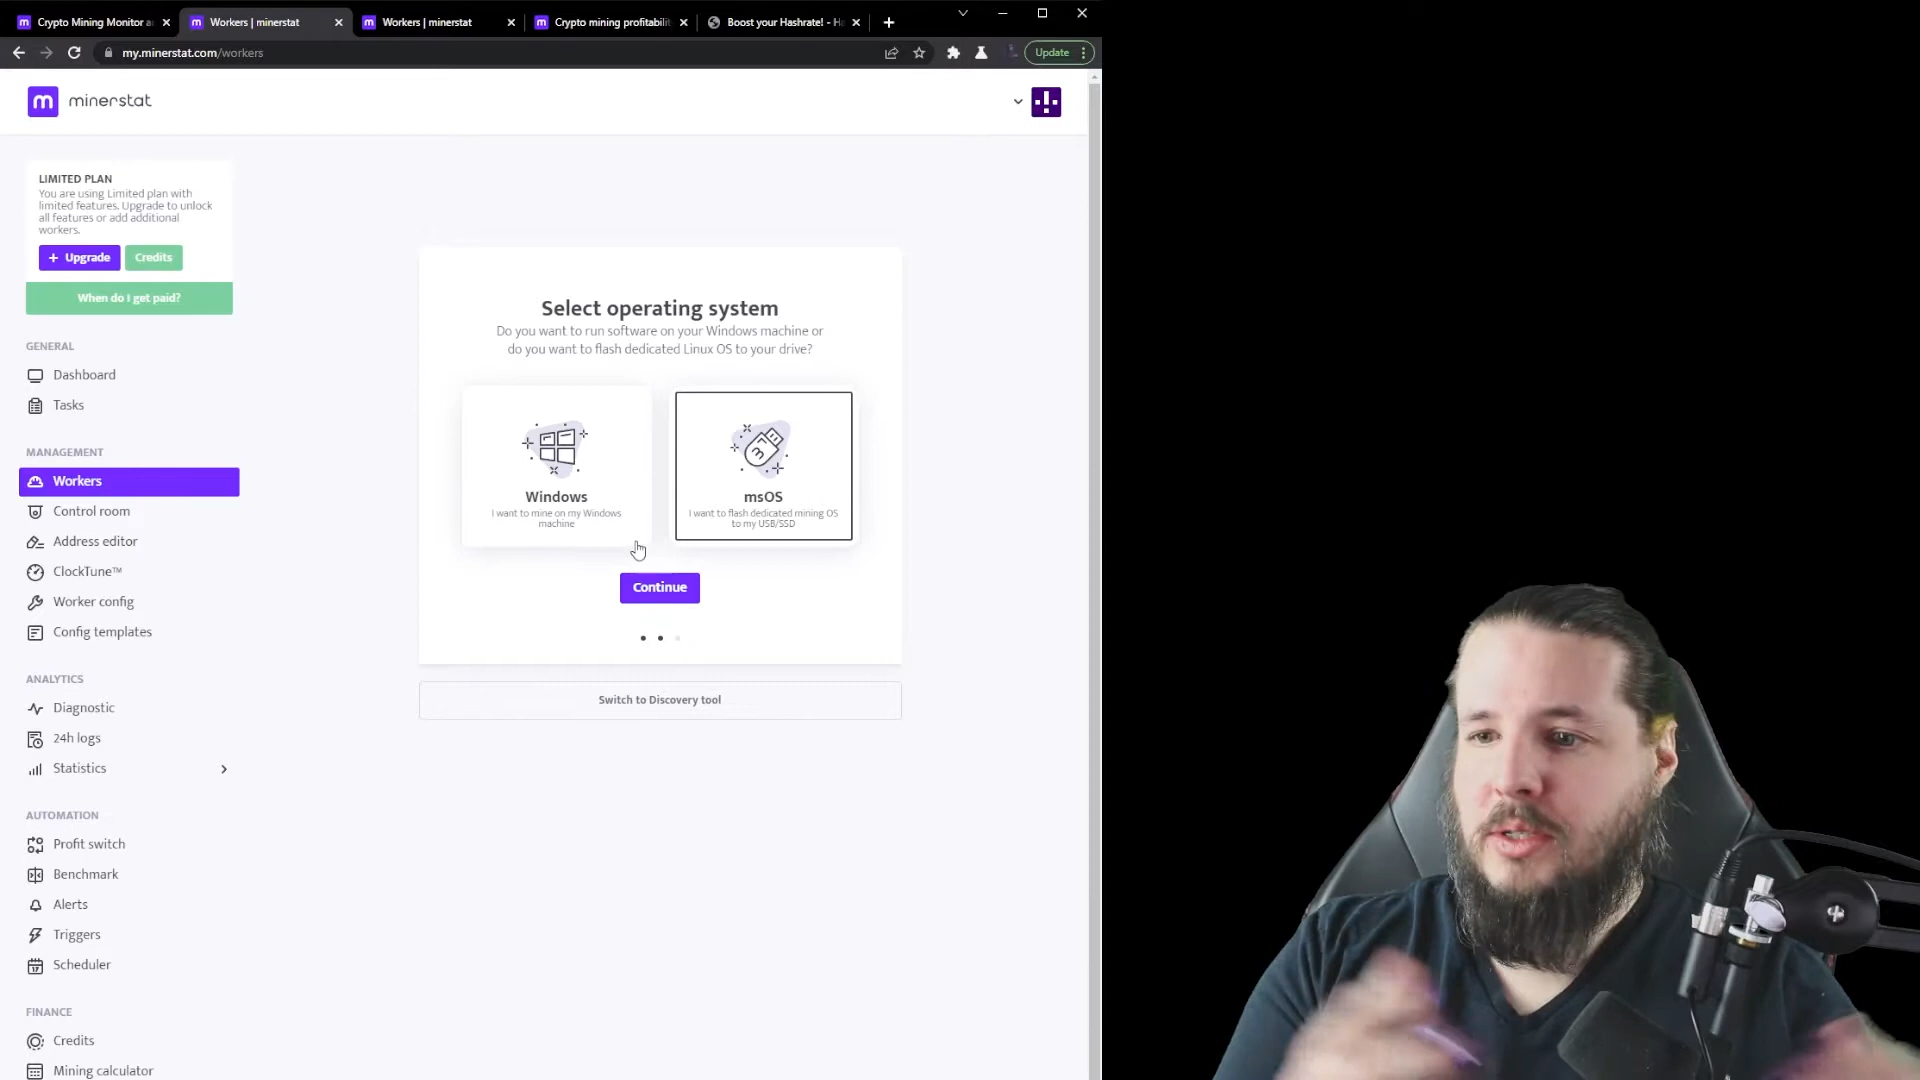 Crypto Mining Monitor a
Workers | minerstat
Workers | minerstat
Crypto mining profitabili
Boost your Hashrate! - Ha
my.minerstat.com/workers
Update
m minerstat
LIMITED PLAN
You are using Limited plan with
limited features. Upgrade to unlock
all features or add additional
workers.
+ Upgrade
Credits
When do I get paid?
GENERAL
Dashboard
Tasks
MANAGEMENT
Workers
Control room
Address editor
ClockTune™
Worker config
Config templates
ANALYTICS
Diagnostic
24h logs
Statistics
AUTOMATION
Profit switch
Benchmark
Alerts
Triggers
Scheduler
FINANCE
Credits
Mining calculator
Select operating system
Do you want to run software on your Windows machine or
do you want to flash dedicated Linux OS to your drive?
Windows
I want to mine on my Windows
machine
msOS
I want to flash dedicated mining OS
to my USB/SSD
Continue
Switch to Discovery tool